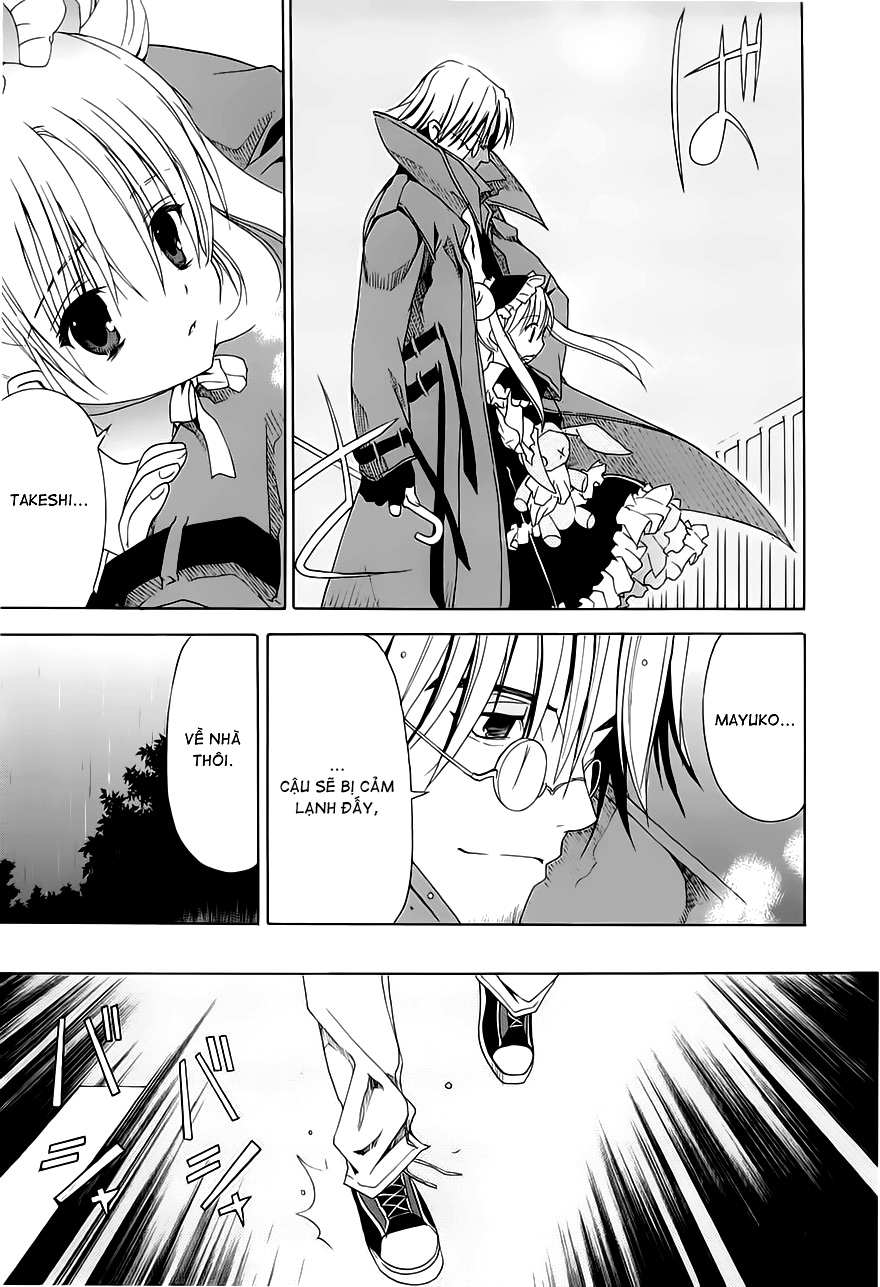 TAKESHI...
MAYUKO...
...
CẬU SẼ BỊ CẢM
LẠNH ĐẤY,
VỀ NHÀ
THÔI.